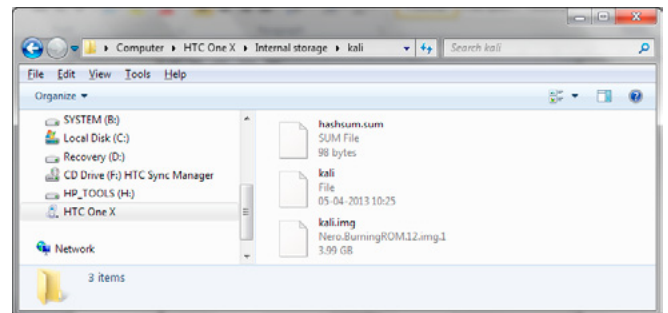 Computer ▸ HTC One X ▸ Internal storage ▸ kali
Search kali
File Edit View Tools Help
Organize
SYSTEM (B:)
Local Disk (C:)
Recovery (D:)
CD Drive (F:) HTC Sync Manager
HP_TOOLS (H:)
HTC One X
Network
hashsum.sum
SUM File
98 bytes
kali
File
05-04-2013 10:25
kali.img
Nero.BurningROM.12.img.1
3.99 GB
3 items